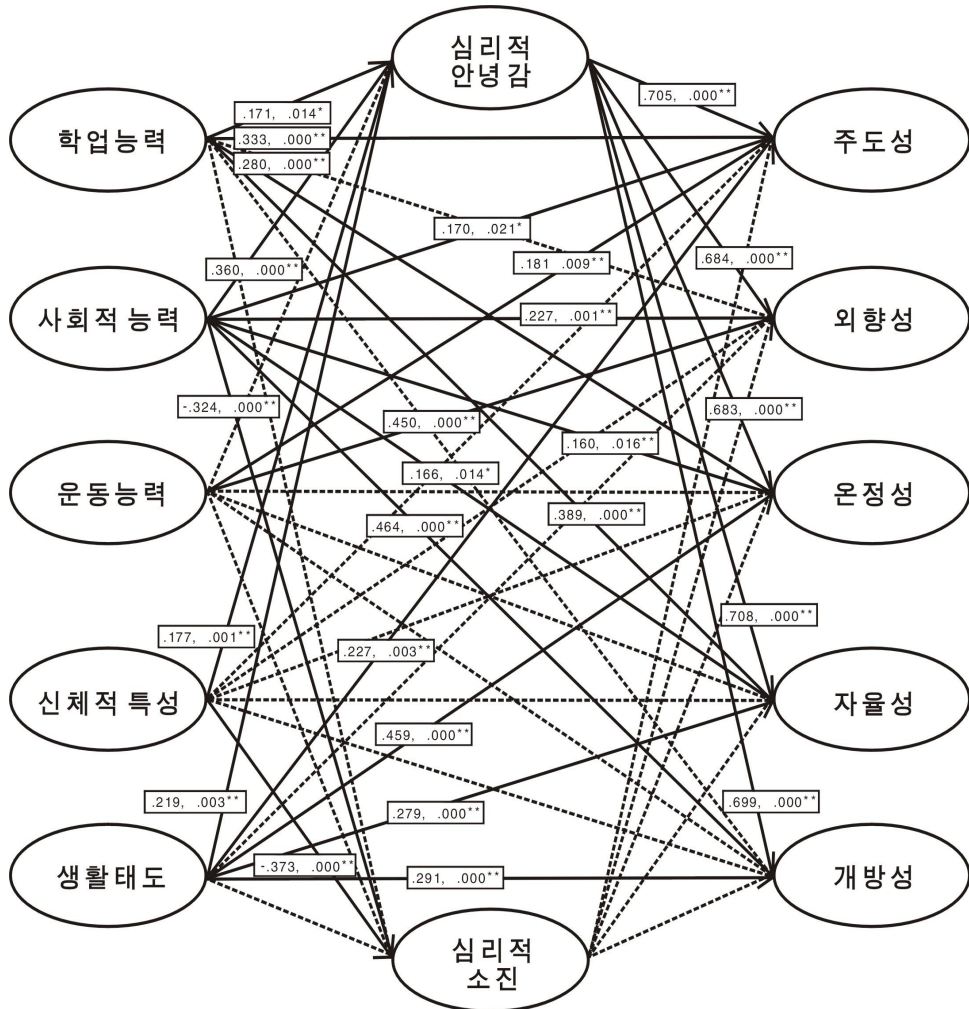 심리적
안녕감
.705, .000**
.171, .014*
학업능력
.333, .000**
주도성
.280, .000**
.170, .021*
.360, .000**
.181 .009**
.684, .000**
사회적 능력
.227, .001**
외향성
-.324, .000**
.450, .000**
.683, .000**
.160, .016**
.166, .014*
운동능력
온정성
.464, .000**
.389, .000**
.708, .000**
.177, .001**
.227, .003**
신체적 특성
자율성
.459, .000**
.219, .003**
.699, .000**
.279, .000**
-.373, .000**
생활태도
.291, .000**
개방성
심리적
소진